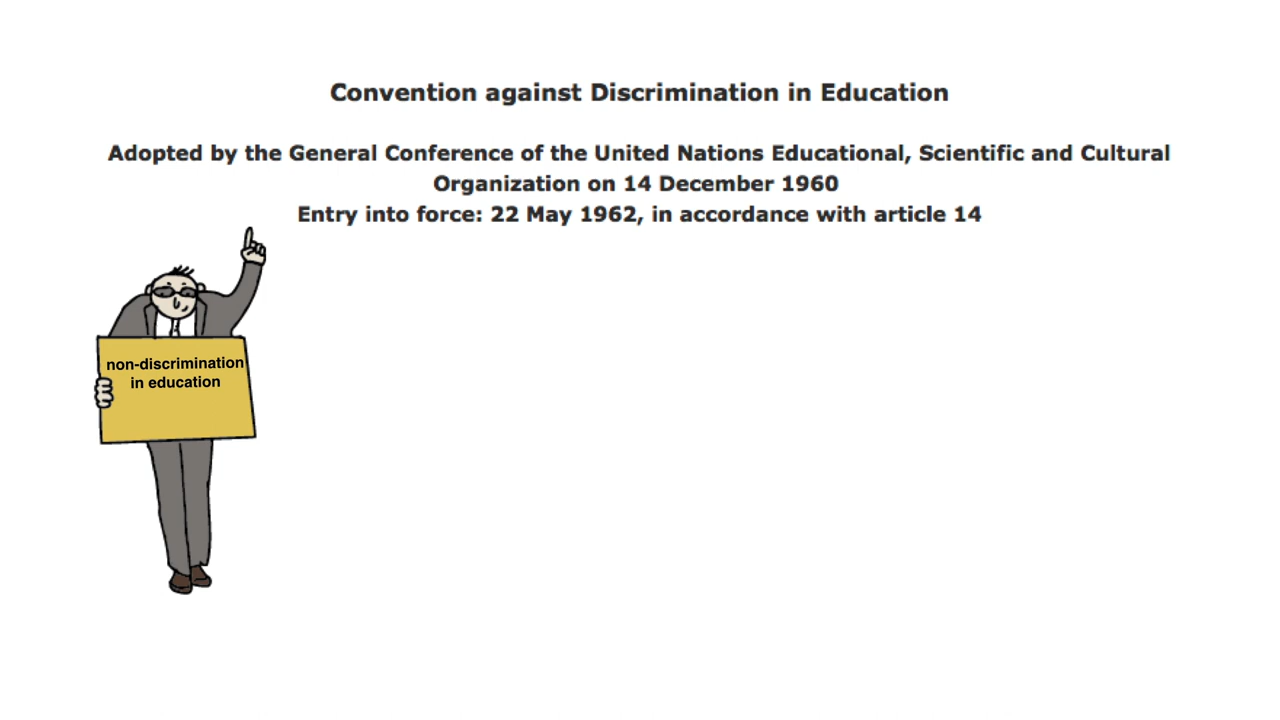 Convention against Discrimination in Education
Adopted by the General Conference of the United Nations Educational, Scientific and Cultural
Organization on 14 December 1960
Entry into force: 22 May 1962, in accordance with article 14
non-discrimination
in education